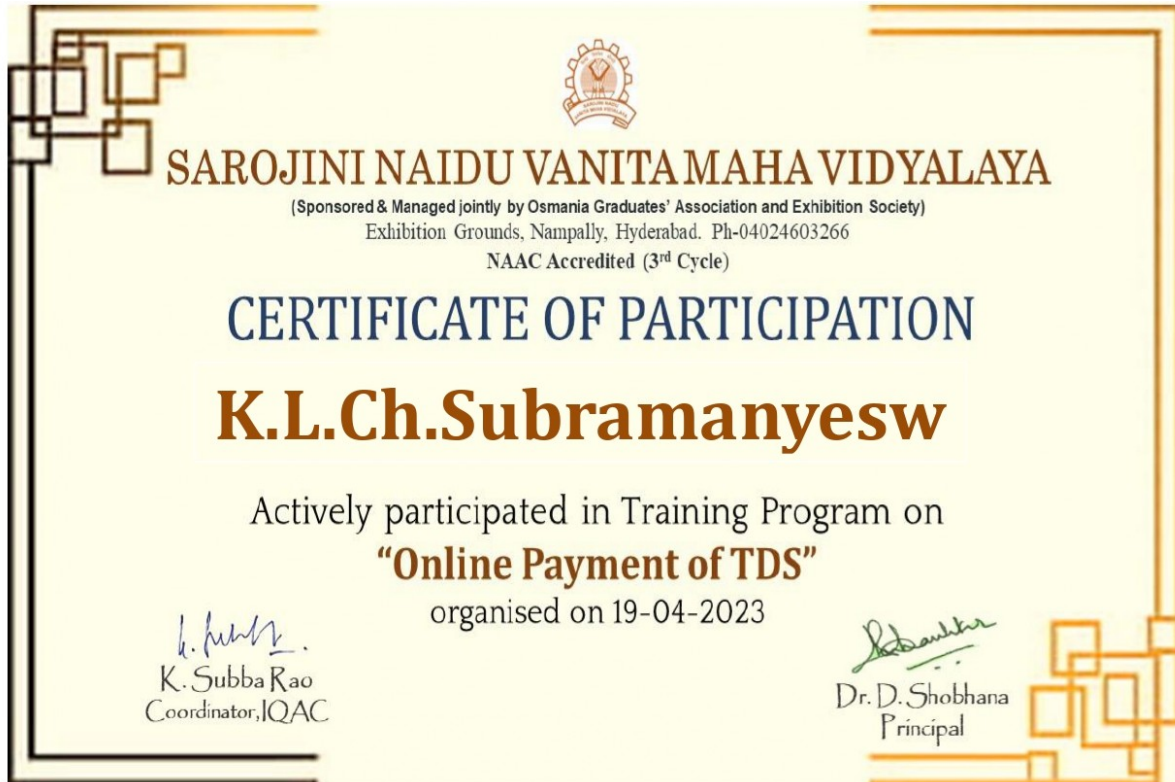 SAROJINI NAIDU VANITA MAHA VIDYALAYA
(Sponsored & Managed jointly by Osmania Graduates' Association and Exhibition Society)
Exhibition Grounds, Nampally, Hyderabad. Ph-04024603266
NAAC Accredited (3rd Cycle)
CERTIFICATE OF PARTICIPATION
K.L.Ch.Subramanyesw
Actively participated in Training Program on
“Online Payment of TDS”
organised on 19-04-2023
K. Subba Rao
Coordinator,IQAC
Dr. D. Shobhana
Principal